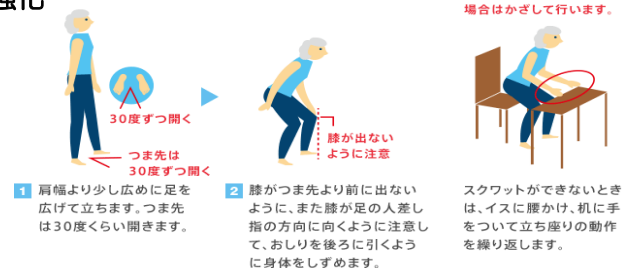 強化
場合はかざして行います。
30度ずつ開く
つま先は
30度ずつ開く
膝が出ない
ように注意
1 肩幅より少し広めに足を
広げて立ちます。つま先
は30度くらい開きます。
2 膝がつま先より前に出ない
ように、また膝が足の人差し
指の方向に向くように注意し
て、おしりを後ろに引くよう
に身体をしずめます。
スクワットができないとき
は、イスに腰かけ、机に手
をついて立ち座りの動作
を繰り返します。